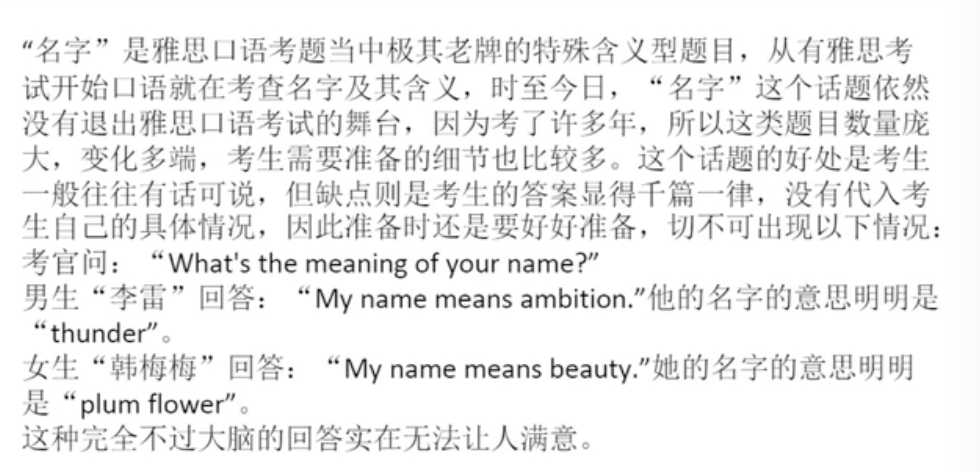 “名字”是雅思口语考题当中极其老牌的特殊含义型题目，从有雅思考
试开始口语就在考查名字及其含义，时至今日，“名字”这个话题依然
没有退出雅思口语考试的舞台，因为考了许多年，所以这类题目数量庞
大，变化多端，考生需要准备的细节也比较多。这个话题的好处是考生
一般往往有话可说，但缺点则是考生的答案显得千篇一律，没有代入考
生自己的具体情况，因此准备时还是要好好准备，切不可出现以下情况：
考官问：“What's the meaning of your name?”
男生“李雷”回答：“My name means ambition.”他的名字的意思明明是
“thunder”。
女生“韩梅梅”回答：“My name means beauty.”她的名字的意思明明
是“plum flower”。
这种完全不过大脑的回答实在无法让人满意。